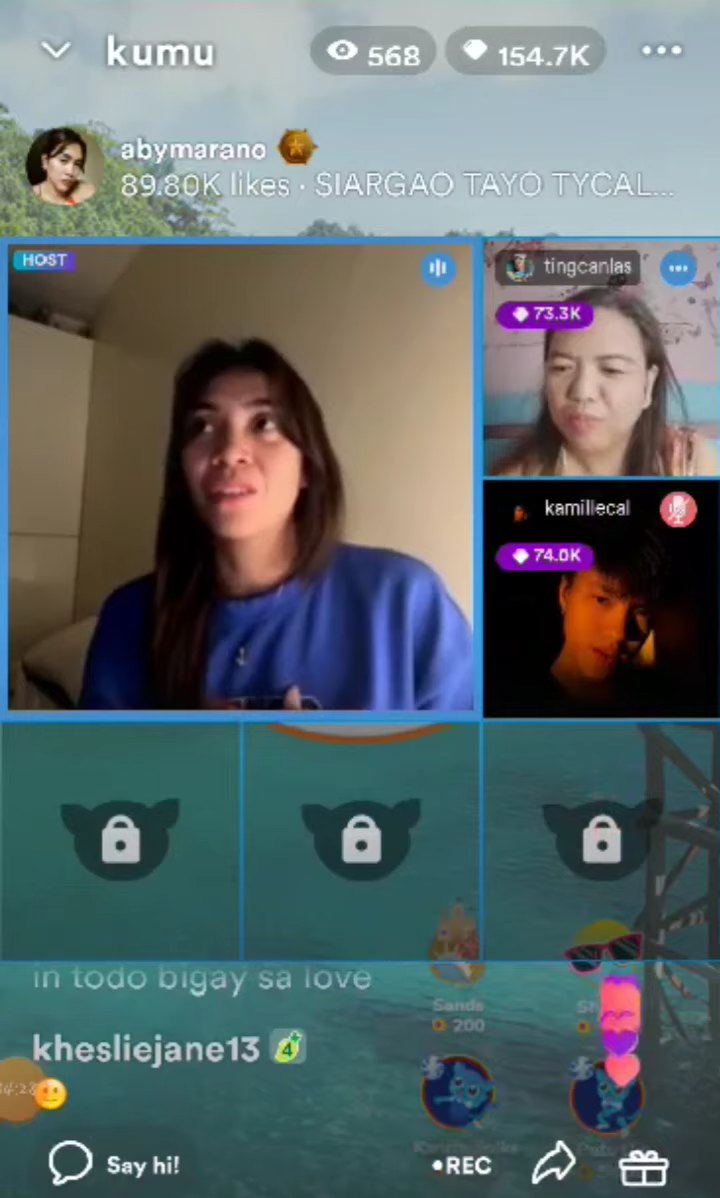 kumu
568
154.7K
abymarano
89.80K likes · SIARGAO TAYO TYCAL...
HOST
tingcanlas
73.3K
kamillecal
74.0K
in todo bigay sa love
Sands
200
khesliejane13
4
Say hi!
•REC